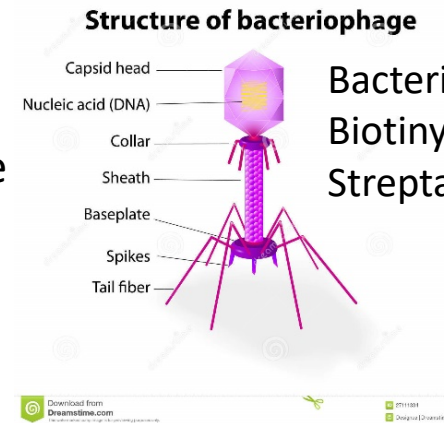 Structure of bacteriophage
Capsid head
Nucleic acid (DNA)
Collar
Sheath
Baseplate
Spikes
Tail fiber
e
Bacteri
Biotiny
Strepta
Download from
Dreamstime.com